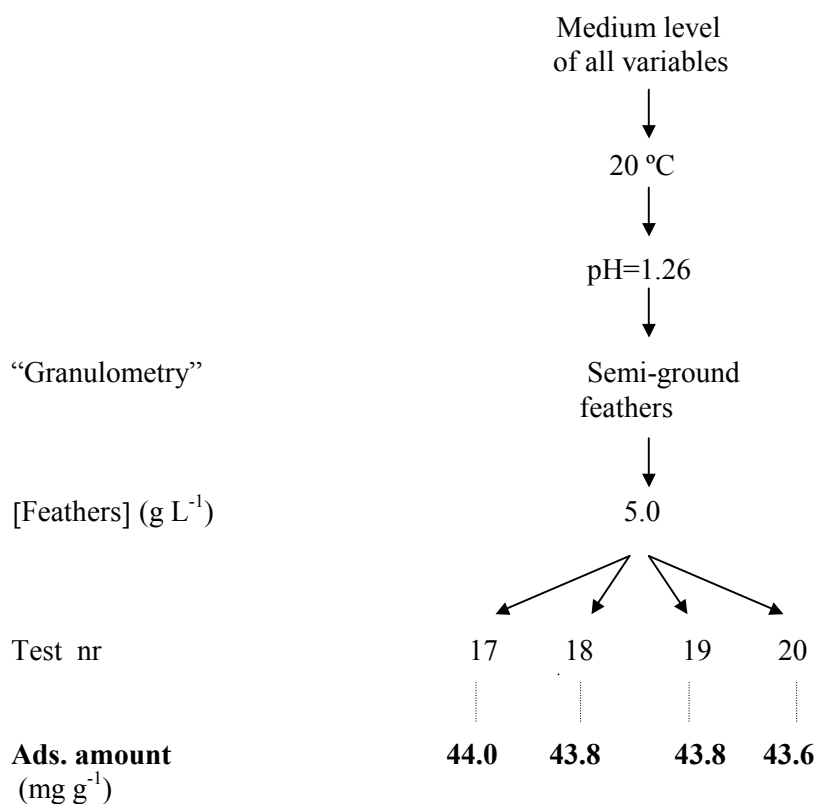 Medium level
of all variables
20 ºC
pH=1.26
“Granulometry” Semi-ground
feathers
[Feathers] (g L⁻¹) 5.0
Test nr 17 18 19 20
Ads. amount 44.0 43.8 43.8 43.6
(mg g⁻¹)